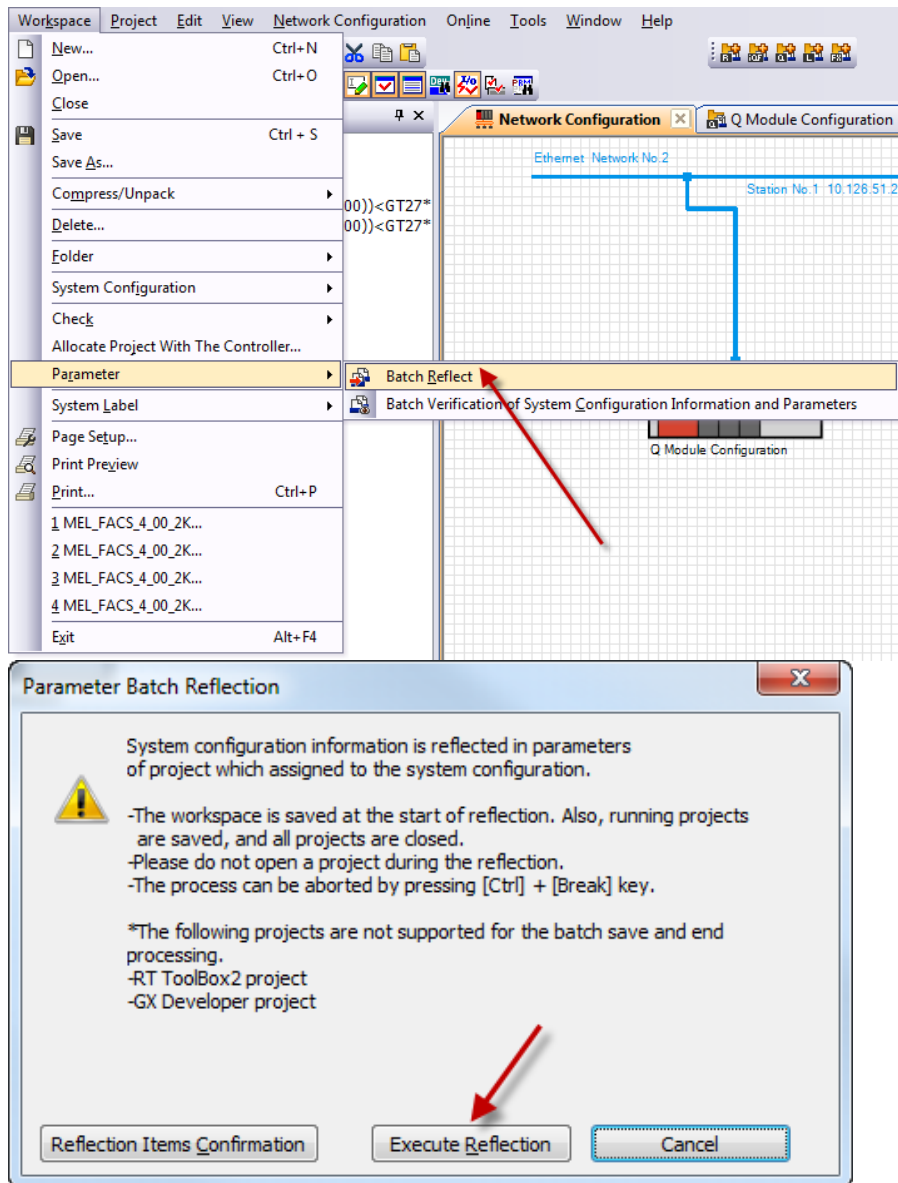 Workspace Project Edit View Network Configuration Online Tools Window Help
New... Ctrl+N
Open... Ctrl+O
Close
Save Ctrl + S
Save As...
Compress/Unpack
Delete...
Folder
System Configuration
Check
Allocate Project With The Controller...
Parameter
System Label
Page Setup...
Print Preview
Print... Ctrl+P
1 MEL_FACS_4_00_2K...
2 MEL_FACS_4_00_2K...
3 MEL_FACS_4_00_2K...
4 MEL_FACS_4_00_2K...
Exit Alt+F4
00))<GT27*
00))<GT27*
Network Configuration Q Module Configuration
Ethernet Network No.2
Station No.1 10.126.51.2
Batch Reflect
Batch Verification of System Configuration Information and Parameters
Q Module Configuration
Parameter Batch Reflection
System configuration information is reflected in parameters
of project which assigned to the system configuration.
-The workspace is saved at the start of reflection. Also, running projects
are saved, and all projects are closed.
-Please do not open a project during the reflection.
-The process can be aborted by pressing [Ctrl] + [Break] key.
*The following projects are not supported for the batch save and end
processing.
-RT ToolBox2 project
-GX Developer project
Reflection Items Confirmation Execute Reflection Cancel